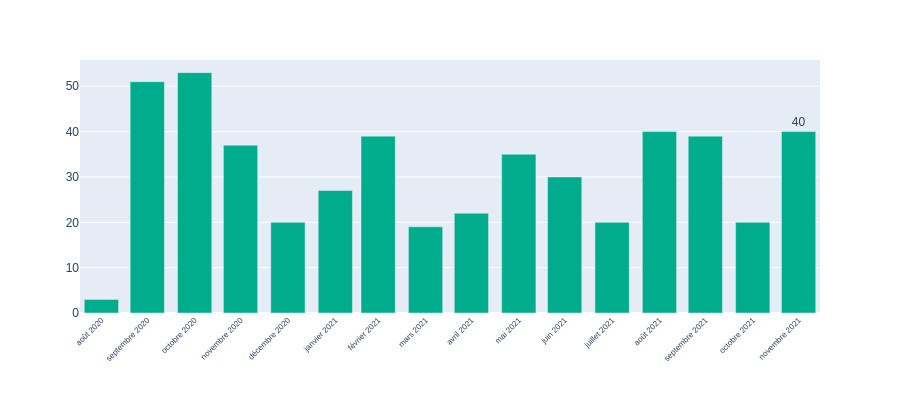 50
40
30
20
10
0
40
août 2020
septembre 2020
octobre 2020
novembre 2020
décembre 2020
janvier 2021
février 2021
mars 2021
avril 2021
mai 2021
juin 2021
juillet 2021
août 2021
septembre 2021
octobre 2021
novembre 2021